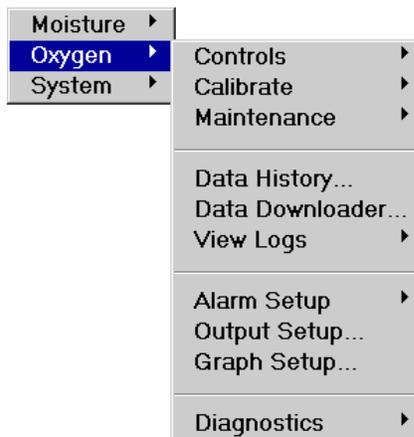 Moisture
Oxygen
System
Controls
Calibrate
Maintenance
Data History...
Data Downloader...
View Logs
Alarm Setup
Output Setup...
Graph Setup...
Diagnostics